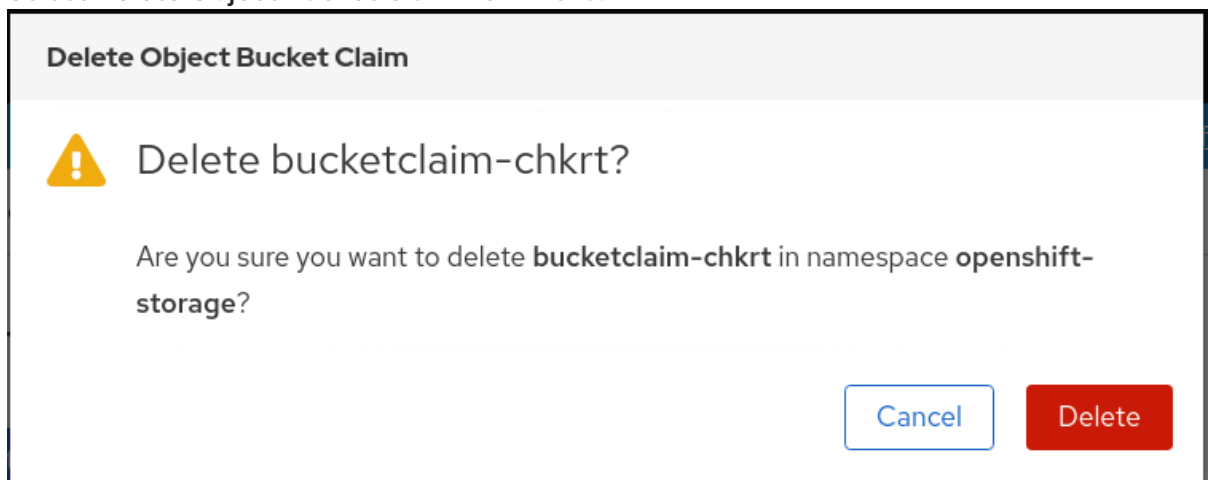 Delete Object Bucket Claim
Delete bucketclaim-chkrt?
Are you sure you want to delete bucketclaim-chkrt in namespace openshift-
storage?
Cancel
Delete